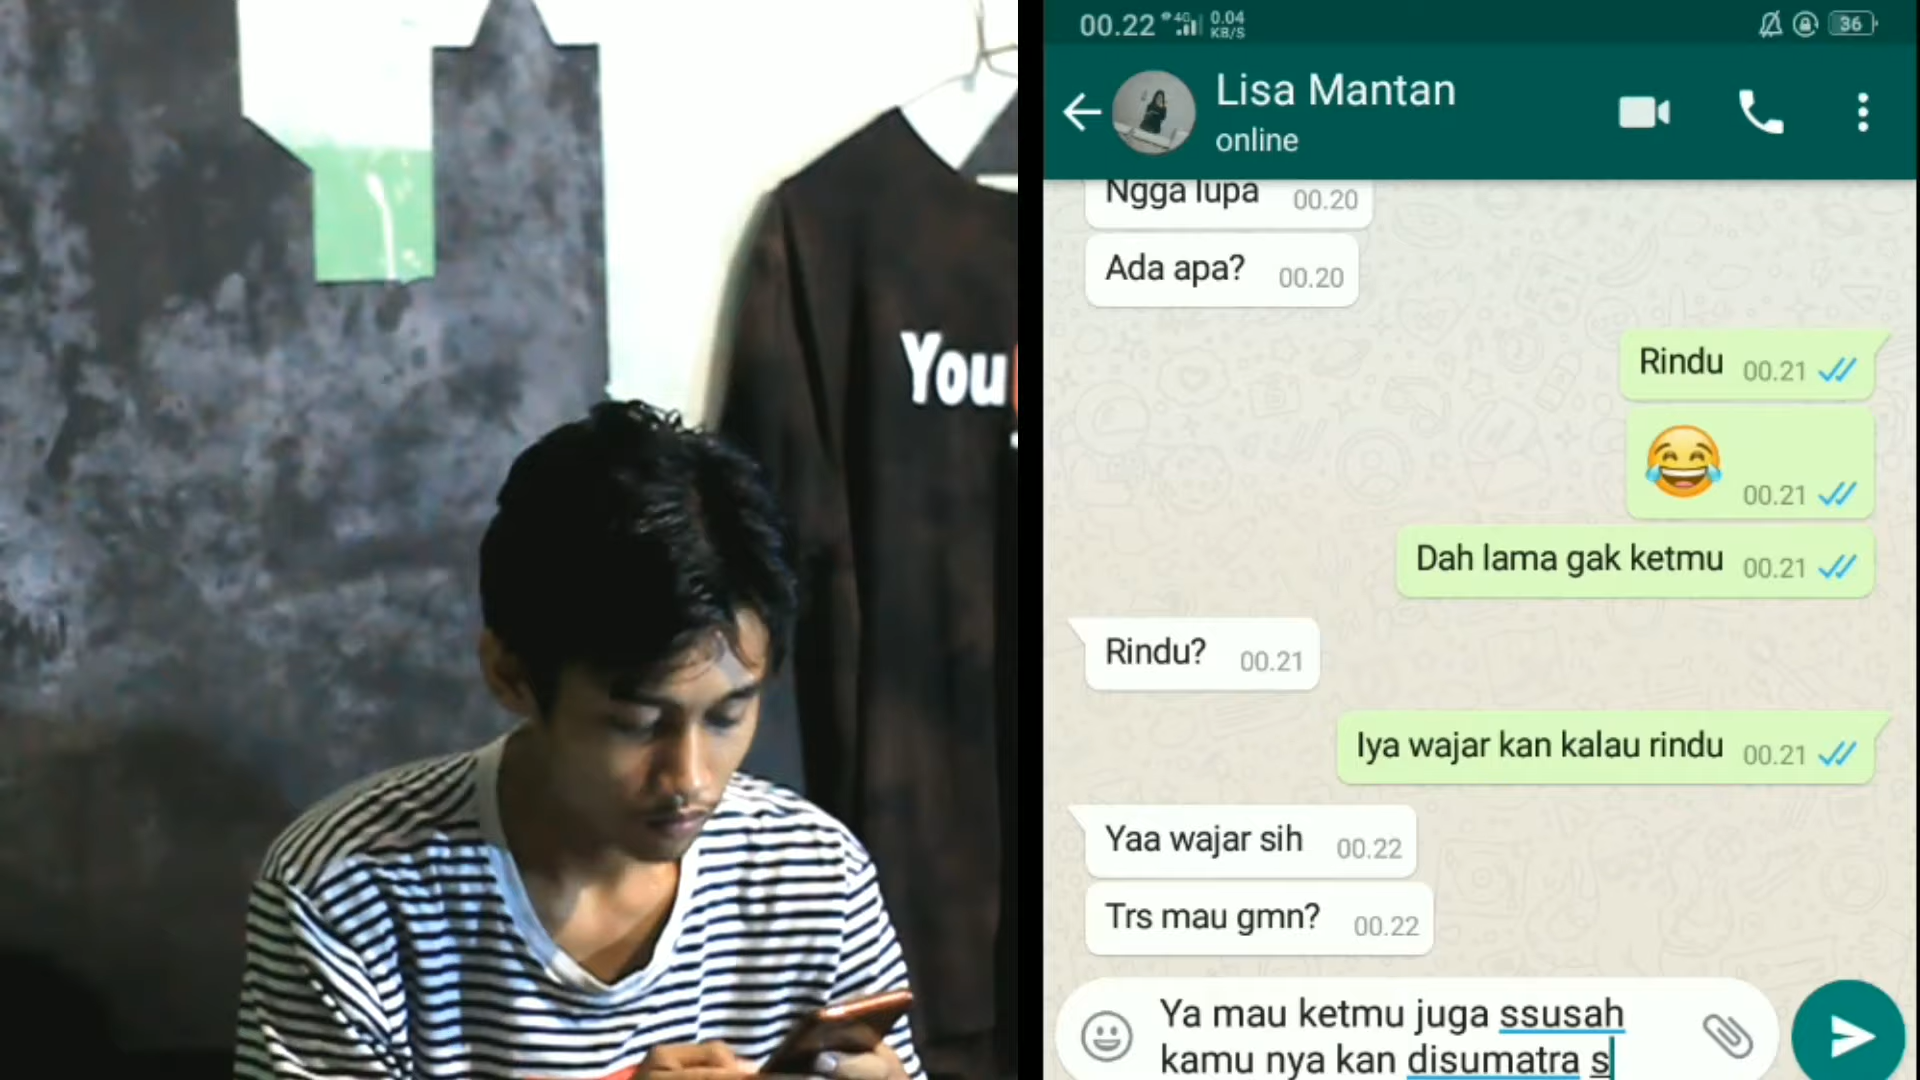 You
00.22 4G 0.04 KB/S 36
Lisa Mantan
online
Ngga lupa 00.20
Ada apa? 00.20
Rindu 00.21
😂 00.21
Dah lama gak ketmu 00.21
Rindu? 00.21
Iya wajar kan kalau rindu 00.21
Yaa wajar sih 00.22
Trs mau gmn? 00.22
Ya mau ketmu juga ssusah
kamu nya kan disumatra s